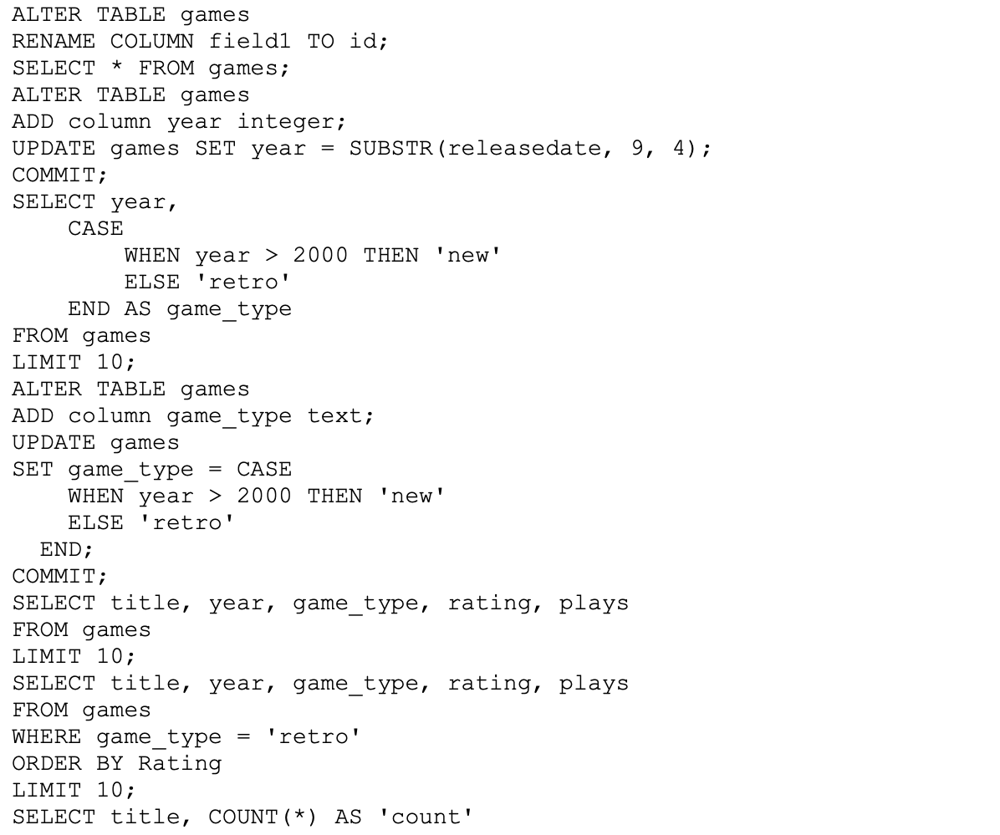 ALTER TABLE games
RENAME COLUMN field1 TO id;
SELECT * FROM games;
ALTER TABLE games
ADD column year integer;
UPDATE games SET year = SUBSTR(releasedate, 9, 4);
COMMIT;
SELECT year,
    CASE
        WHEN year > 2000 THEN 'new'
        ELSE 'retro'
    END AS game_type
FROM games
LIMIT 10;
ALTER TABLE games
ADD column game_type text;
UPDATE games
SET game_type = CASE
    WHEN year > 2000 THEN 'new'
    ELSE 'retro'
  END;
COMMIT;
SELECT title, year, game_type, rating, plays
FROM games
LIMIT 10;
SELECT title, year, game_type, rating, plays
FROM games
WHERE game_type = 'retro'
ORDER BY Rating
LIMIT 10;
SELECT title, COUNT(*) AS 'count'